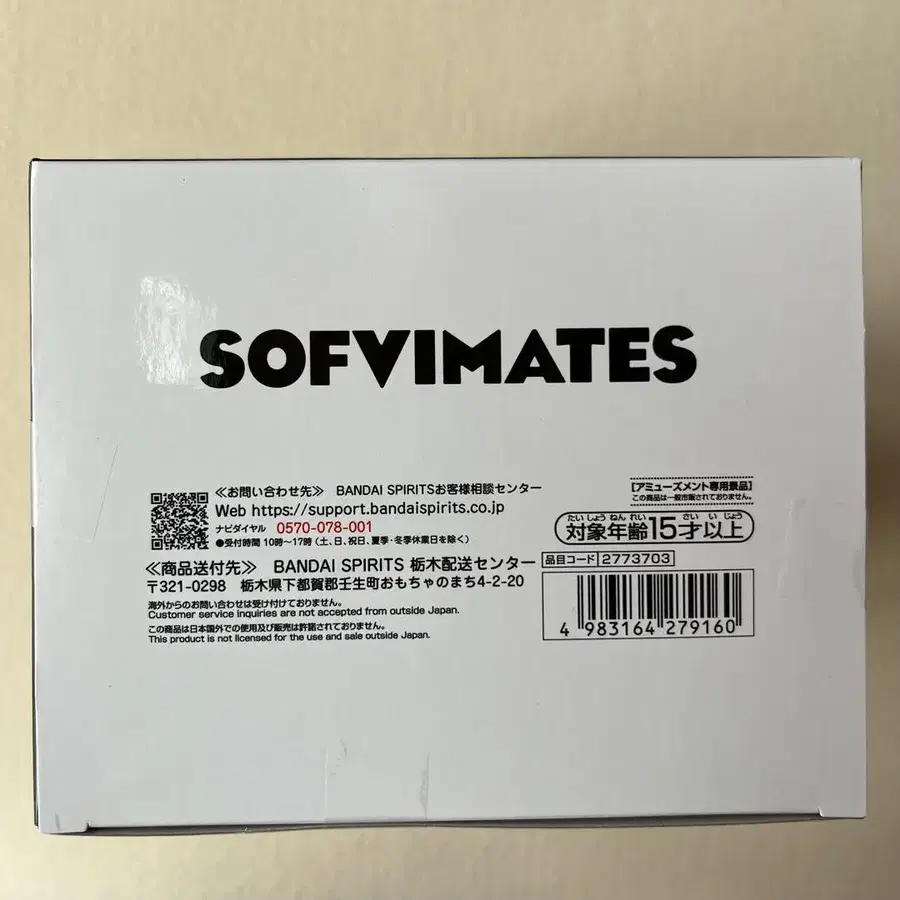 SOFVIMATES
≪お問い合わせ先≫ BANDAI SPIRITSお客様相談センター
Web https://support.bandaispirits.co.jp
ナビダイヤル 0570-078-001
●受付時間 10時～17時(土、日、祝日、夏季・冬季休業日を除く)
≪商品送付先≫ BANDAI SPIRITS 栃木配送センター
〒321-0298 栃木県下都賀郡壬生町おもちゃのまち4-2-20
海外からのお問い合わせは受け付けておりません。
Customer service inquiries are not accepted from outside Japan.
この商品は日本国外での使用及び販売は許諾されておりません。
This product is not licensed for the use and sale outside Japan.
【アミューズメント専用景品】
この商品は一般市販されておりません。
たいしょうねんれい さいいじょう
対象年齢15才以上
品目コード 2773703
4 983164 279160